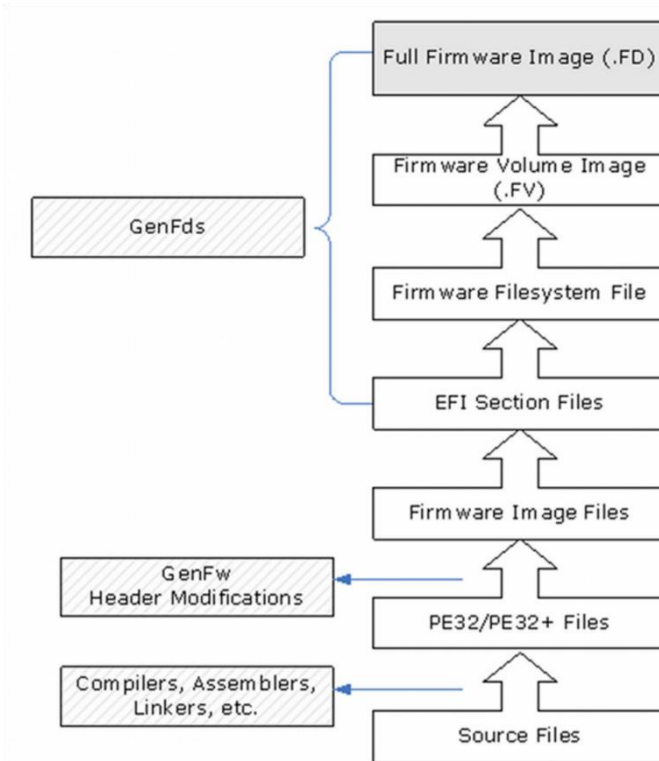 Full Firmware Image (.FD)
Firmware Volume Image
(.FV)
GenFds
Firmware Filesystem File
EFI Section Files
Firmware Image Files
GenFw
Header Modifications
PE32/PE32+ Files
Compilers, Assemblers,
Linkers, etc.
Source Files